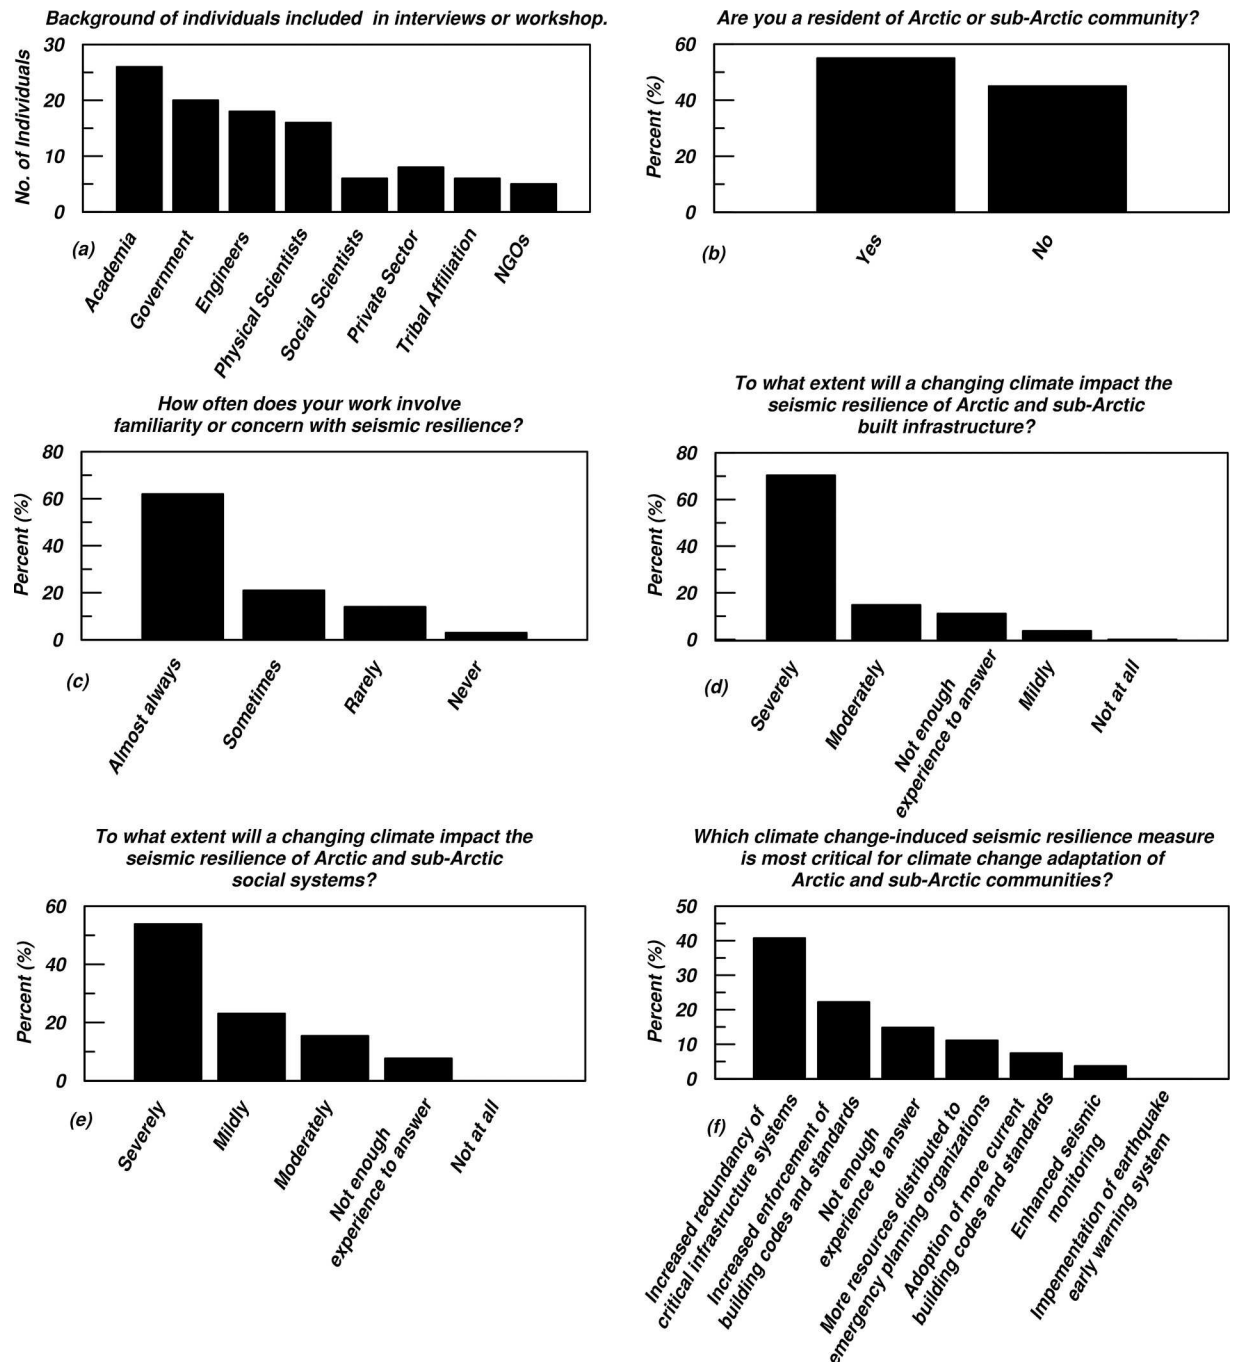 Background of individuals included in interviews or workshop.
No. of Individuals
30
20
10
0
(a)
Academia
Government
Engineers
Physical Scientists
Social Scientists
Private Sector
Tribal Affiliation
NGOs
Are you a resident of Arctic or sub-Arctic community?
Percent (%)
60
40
20
0
(b)
Yes
No
How often does your work involve
familiarity or concern with seismic resilience?
Percent (%)
80
60
40
20
0
(c)
Almost always
Sometimes
Rarely
Never
To what extent will a changing climate impact the
seismic resilience of Arctic and sub-Arctic
built infrastructure?
Percent (%)
80
60
40
20
0
(d)
Severely
Moderately
Not enough
experience to answer
Mildly
Not at all
To what extent will a changing climate impact the
seismic resilience of Arctic and sub-Arctic
social systems?
Percent (%)
60
40
20
0
(e)
Severely
Mildly
Moderately
Not enough
experience to answer
Not at all
Which climate change-induced seismic resilience measure
is most critical for climate change adaptation of
Arctic and sub-Arctic communities?
Percent (%)
50
40
30
20
10
0
(f)
Increased redundancy of
critical infrastructure systems
Increased enforcement of
building codes and standards
Not enough
experience to answer
More resources distributed to
emergency planning organizations
Adoption of more current
building codes and standards
Enhanced seismic
monitoring
Impementation of earthquake
early warning system